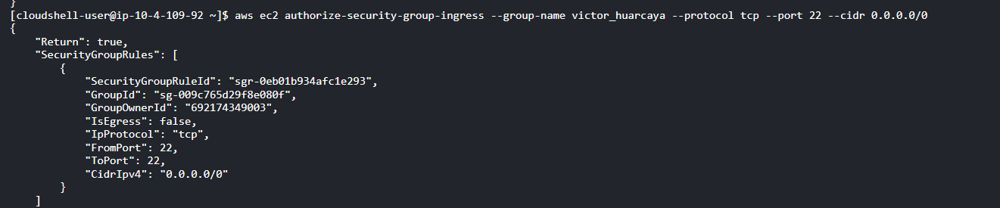 }
[cloudshell-user@ip-10-4-109-92 ~]$ aws ec2 authorize-security-group-ingress --group-name victor_huarcaya --protocol tcp --port 22 --cidr 0.0.0.0/0
{
    "Return": true,
    "SecurityGroupRules": [
        {
            "SecurityGroupRuleId": "sgr-0eb01b934afc1e293",
            "GroupId": "sg-009c765d29f8e080f",
            "GroupOwnerId": "692174349003",
            "IsEgress": false,
            "IpProtocol": "tcp",
            "FromPort": 22,
            "ToPort": 22,
            "CidrIpv4": "0.0.0.0/0"
        }
    ]